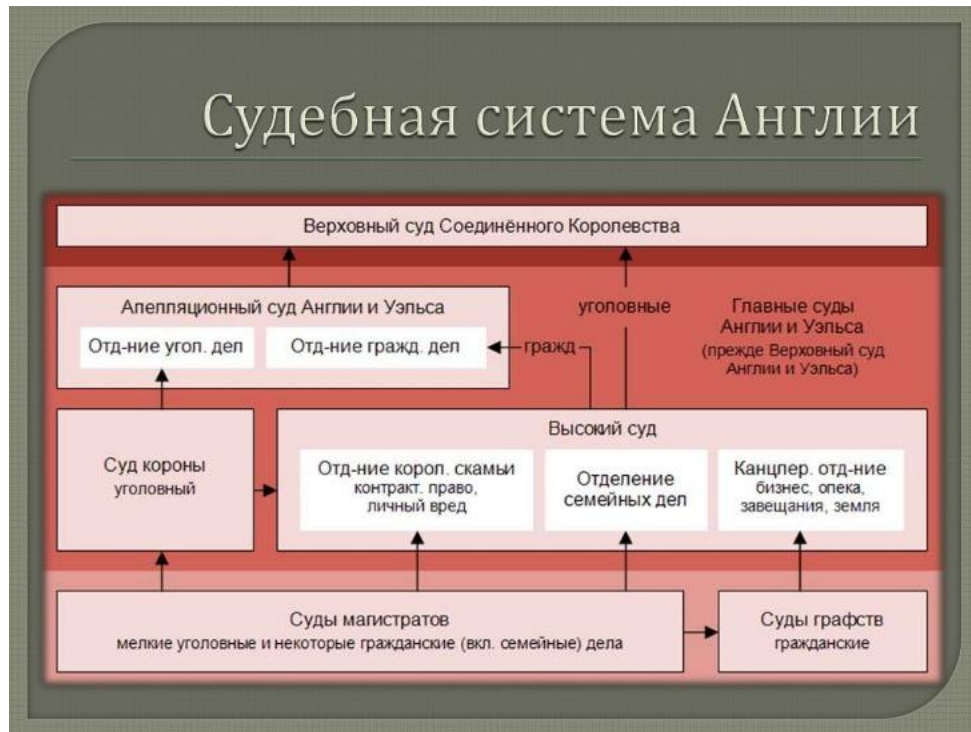 Судебная система Англии
Верховный суд Соединённого Королевства
Апелляционный суд Англии и Уэльса
Отд-ние угол. дел
Отд-ние гражд. дел
гражд
уголовные
Главные суды
Англии и Уэльса
(прежде Верховный суд
Англии и Уэльса)
Суд короны
уголовный
Высокий суд
Отд-ние корол. скамьи
контракт. право,
личный вред
Отделение
семейных дел
Канцлер. отд-ние
бизнес, опека,
завещания, земля
Суды магистратов
мелкие уголовные и некоторые гражданские (вкл. семейные) дела
Суды графств
гражданские